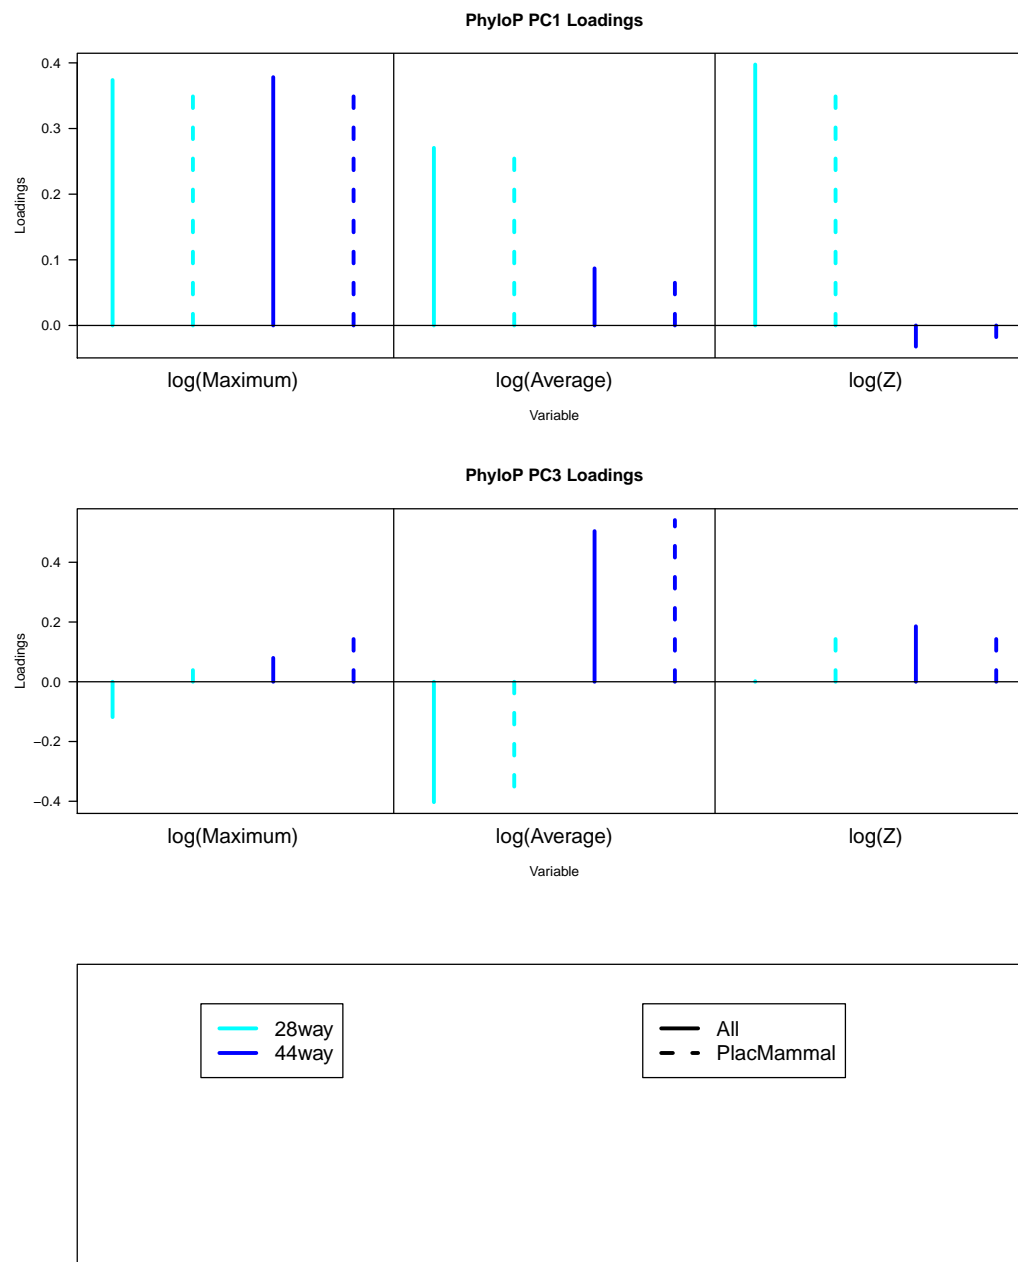 PhyloP PC1 Loadings
Loadings
0.4
0.3
0.2
0.1
0.0
log(Maximum) log(Average) log(Z)
Variable
PhyloP PC3 Loadings
Loadings
0.4
0.2
0.0
−0.2
−0.4
log(Maximum) log(Average) log(Z)
Variable
28way All
44way PlacMammal